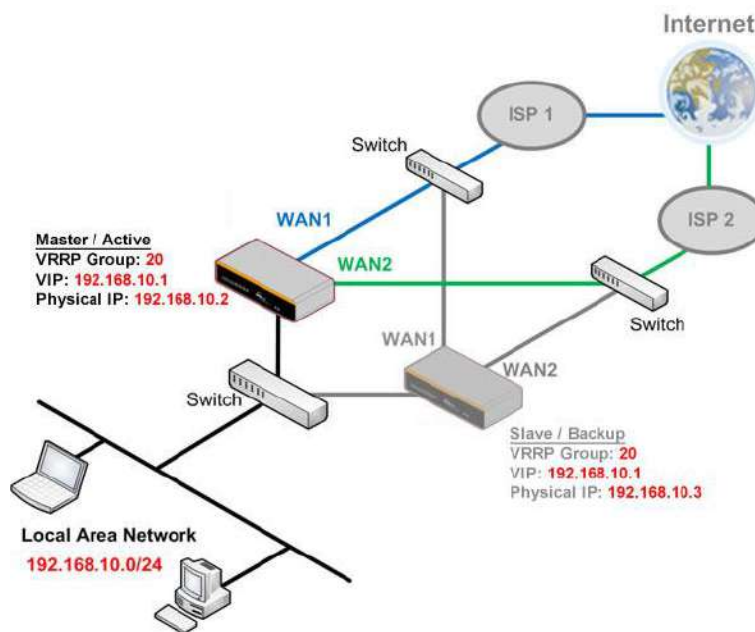 Internet
ISP 1
Switch
WAN1
ISP 2
Master / Active
VRRP Group: 20
VIP: 192.168.10.1
Physical IP: 192.168.10.2
WAN2
Switch
WAN1
WAN2
Switch
Slave / Backup
VRRP Group: 20
VIP: 192.168.10.1
Physical IP: 192.168.10.3
Local Area Network
192.168.10.0/24